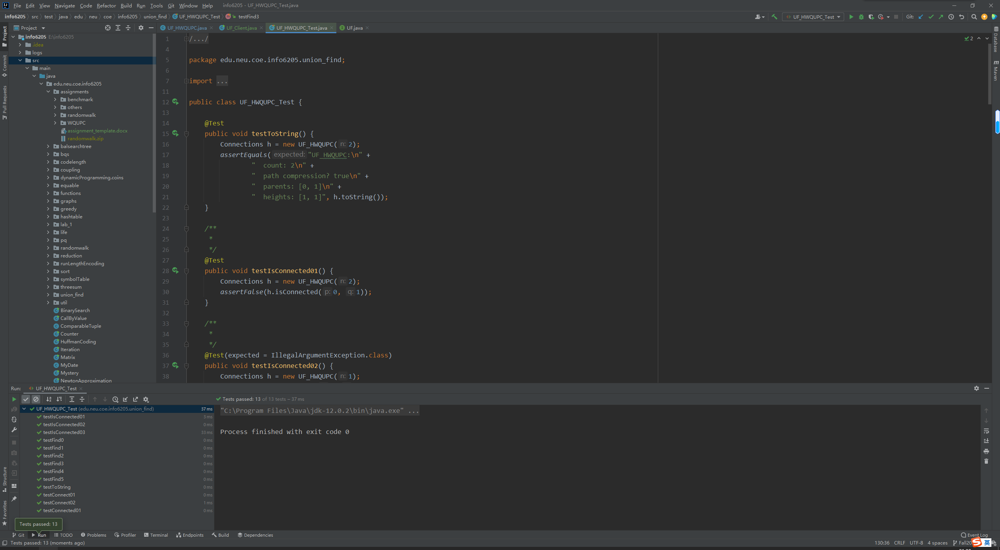 File Edit View Navigate Code Refactor Build Run Tools Git Window Help info6205 - UF_HWQUPC_Test.java
info6205 src test java edu neu coe info6205 union_find UF_HWQUPC_Test testFind3 UF_HWQUPC_Test Git:
Project UF_HWQUPC.java UF_Client.java UF_HWQUPC_Test.java UF.java
Project
Commit
Pull Requests
Structure
Favorites
Database
Maven
info6205 E:\info6205
.idea
logs
src
main
java
edu.neu.coe.info6205
assignments
benchmark
others
randomwalk
WQUPC
assignment_template.docx
randomwalk.zip
balsearchtree
bqs
codelength
coupling
dynamicProgramming.coins
equable
functions
graphs
greedy
hashtable
lab_1
life
pq
randomwalk
reduction
runLengthEncoding
sort
symbolTable
threesum
union_find
util
BinarySearch
CallByValue
ComparableTuple
Counter
HuffmanCoding
Iteration
Matrix
MyDate
Mystery
NewtonApproximation
2
1 /.../
4
5 package edu.neu.coe.info6205.union_find;
6
7 import ...
11
12 public class UF_HWQUPC_Test {
13
14 @Test
15 public void testToString() {
16 Connections h = new UF_HWQUPC( n: 2);
17 assertEquals( expected: "UF_HWQUPC:\n" +
18 "  count: 2\n" +
19 "  path compression? true\n" +
20 "  parents: [0, 1]\n" +
21 "  heights: [1, 1]", h.toString());
22 }
23
24 /**
25 *
26 */
27 @Test
28 public void testIsConnected01() {
29 Connections h = new UF_HWQUPC( n: 2);
30 assertFalse(h.isConnected( p: 0, q: 1));
31 }
32
33 /**
34 *
35 */
36 @Test(expected = IllegalArgumentException.class)
37 public void testIsConnected02() {
38 Connections h = new UF_HWQUPC( n: 1);
Run: UF_HWQUPC_Test
Tests passed: 13 of 13 tests – 37 ms
UF_HWQUPC_Test (edu.neu.coe.info6205.union_find) 37 ms
testIsConnected01 3 ms
testIsConnected02 0 ms
testIsConnected03 33 ms
testFind0 0 ms
testFind1 0 ms
testFind2 0 ms
testFind3 0 ms
testFind4 0 ms
testFind5 0 ms
testToString 0 ms
testConnect01 0 ms
testConnect02 1 ms
testConnected01 0 ms
"C:\Program Files\Java\jdk-12.0.2\bin\java.exe" ...
Process finished with exit code 0
Tests passed: 13
Git Run TODO Problems Profiler Terminal Endpoints Build Dependencies Event Log
Tests passed: 13 (moments ago) 130:36 CRLF UTF-8 4 spaces Fall20
英